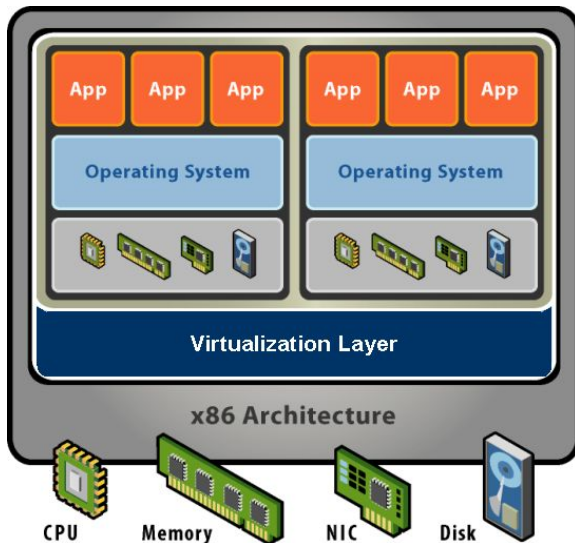 App App App App App App
Operating System Operating System
Virtualization Layer
x86 Architecture
CPU Memory NIC Disk